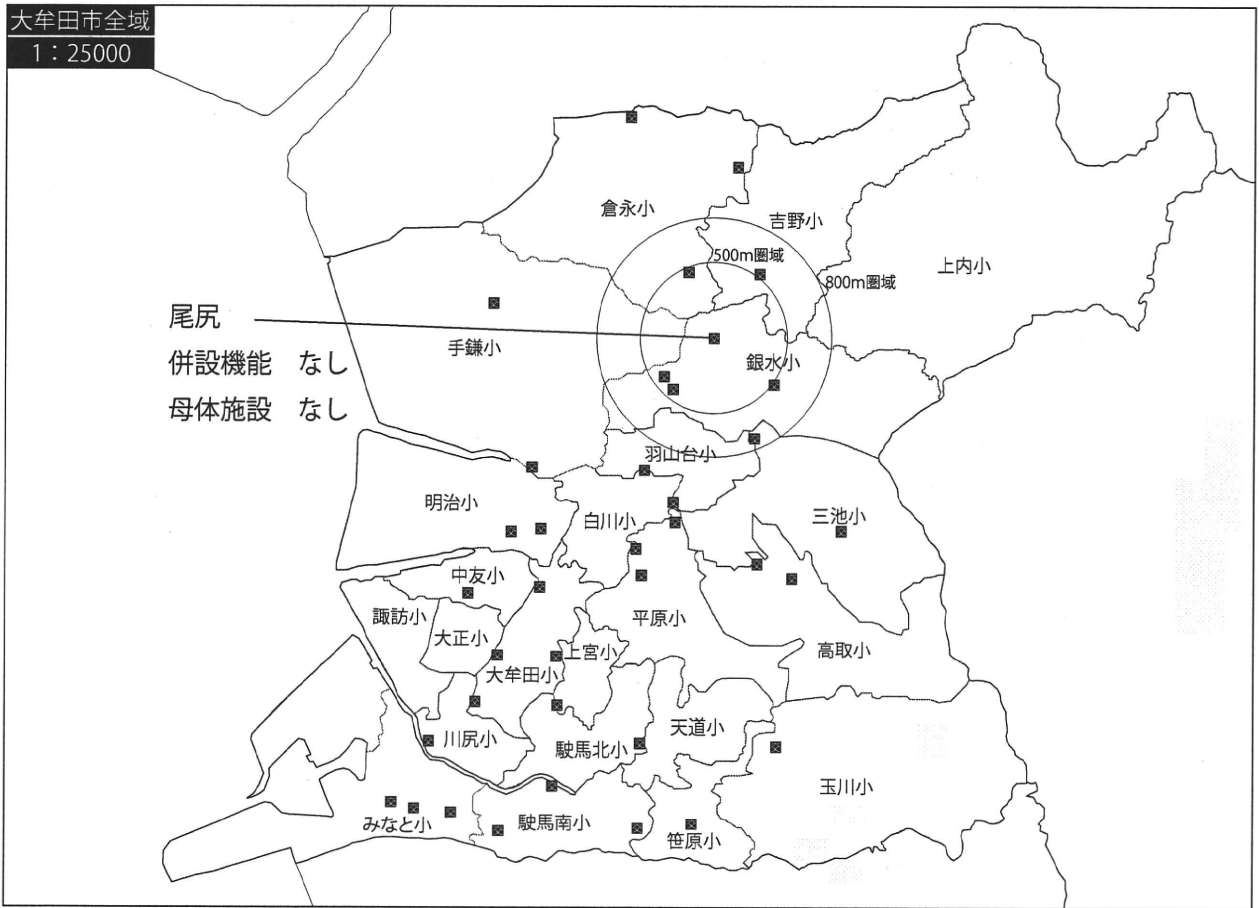 大牟田市全域
1：25000
倉永小
吉野小
500m圏域
上内小
800m圏域
尾尻
手鎌小
併設機能　なし
銀水小
母体施設　なし
羽山台小
明治小
白川小
三池小
中友小
諏訪小
平原小
大正小
高取小
上宮小
大牟田小
天道小
川尻小
駛馬北小
玉川小
みなと小
駛馬南小
笹原小